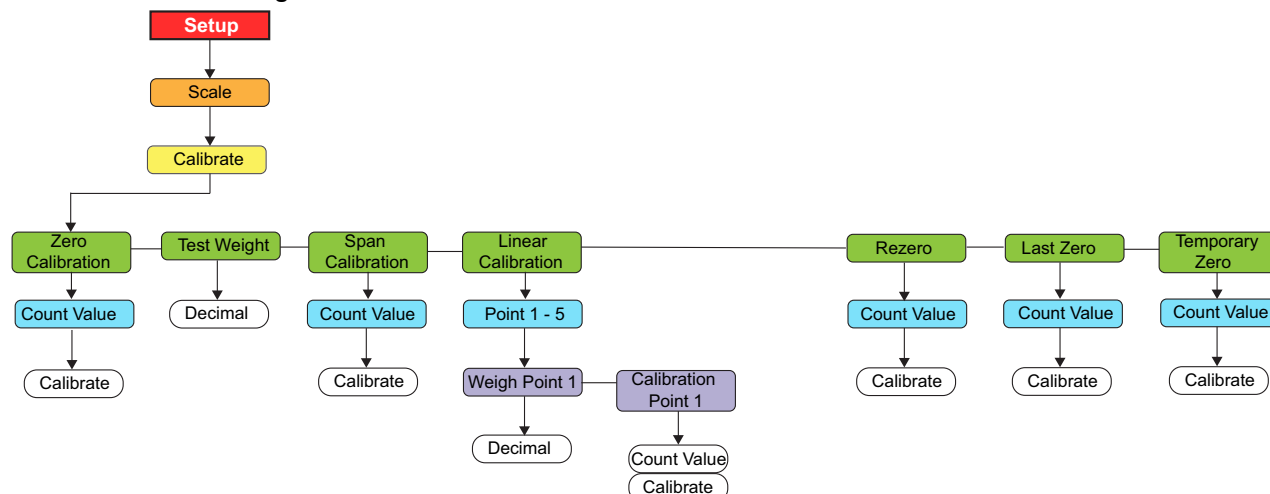 Setup
Scale
Calibrate
Zero
Calibration
Test Weight
Span
Calibration
Linear
Calibration
Rezero
Last Zero
Temporary
Zero
Count Value
Decimal
Count Value
Point 1 - 5
Count Value
Count Value
Count Value
Calibrate
Calibrate
Weigh Point 1
Calibration
Point 1
Calibrate
Calibrate
Calibrate
Decimal
Count Value
Calibrate